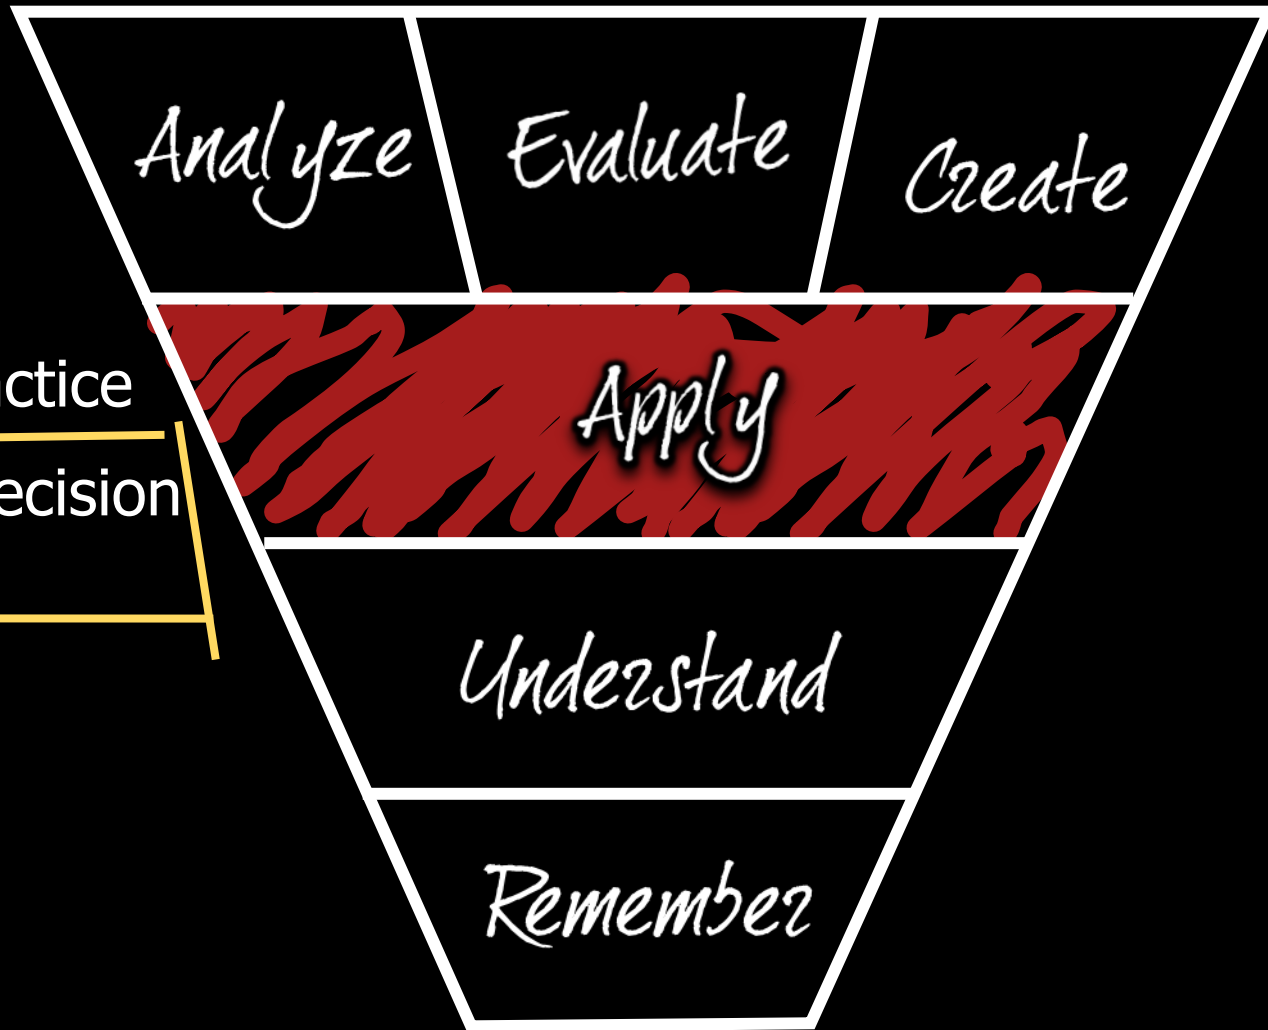 Analyze Evaluate Create
Apply
ctice
ecision
Understand
Remember